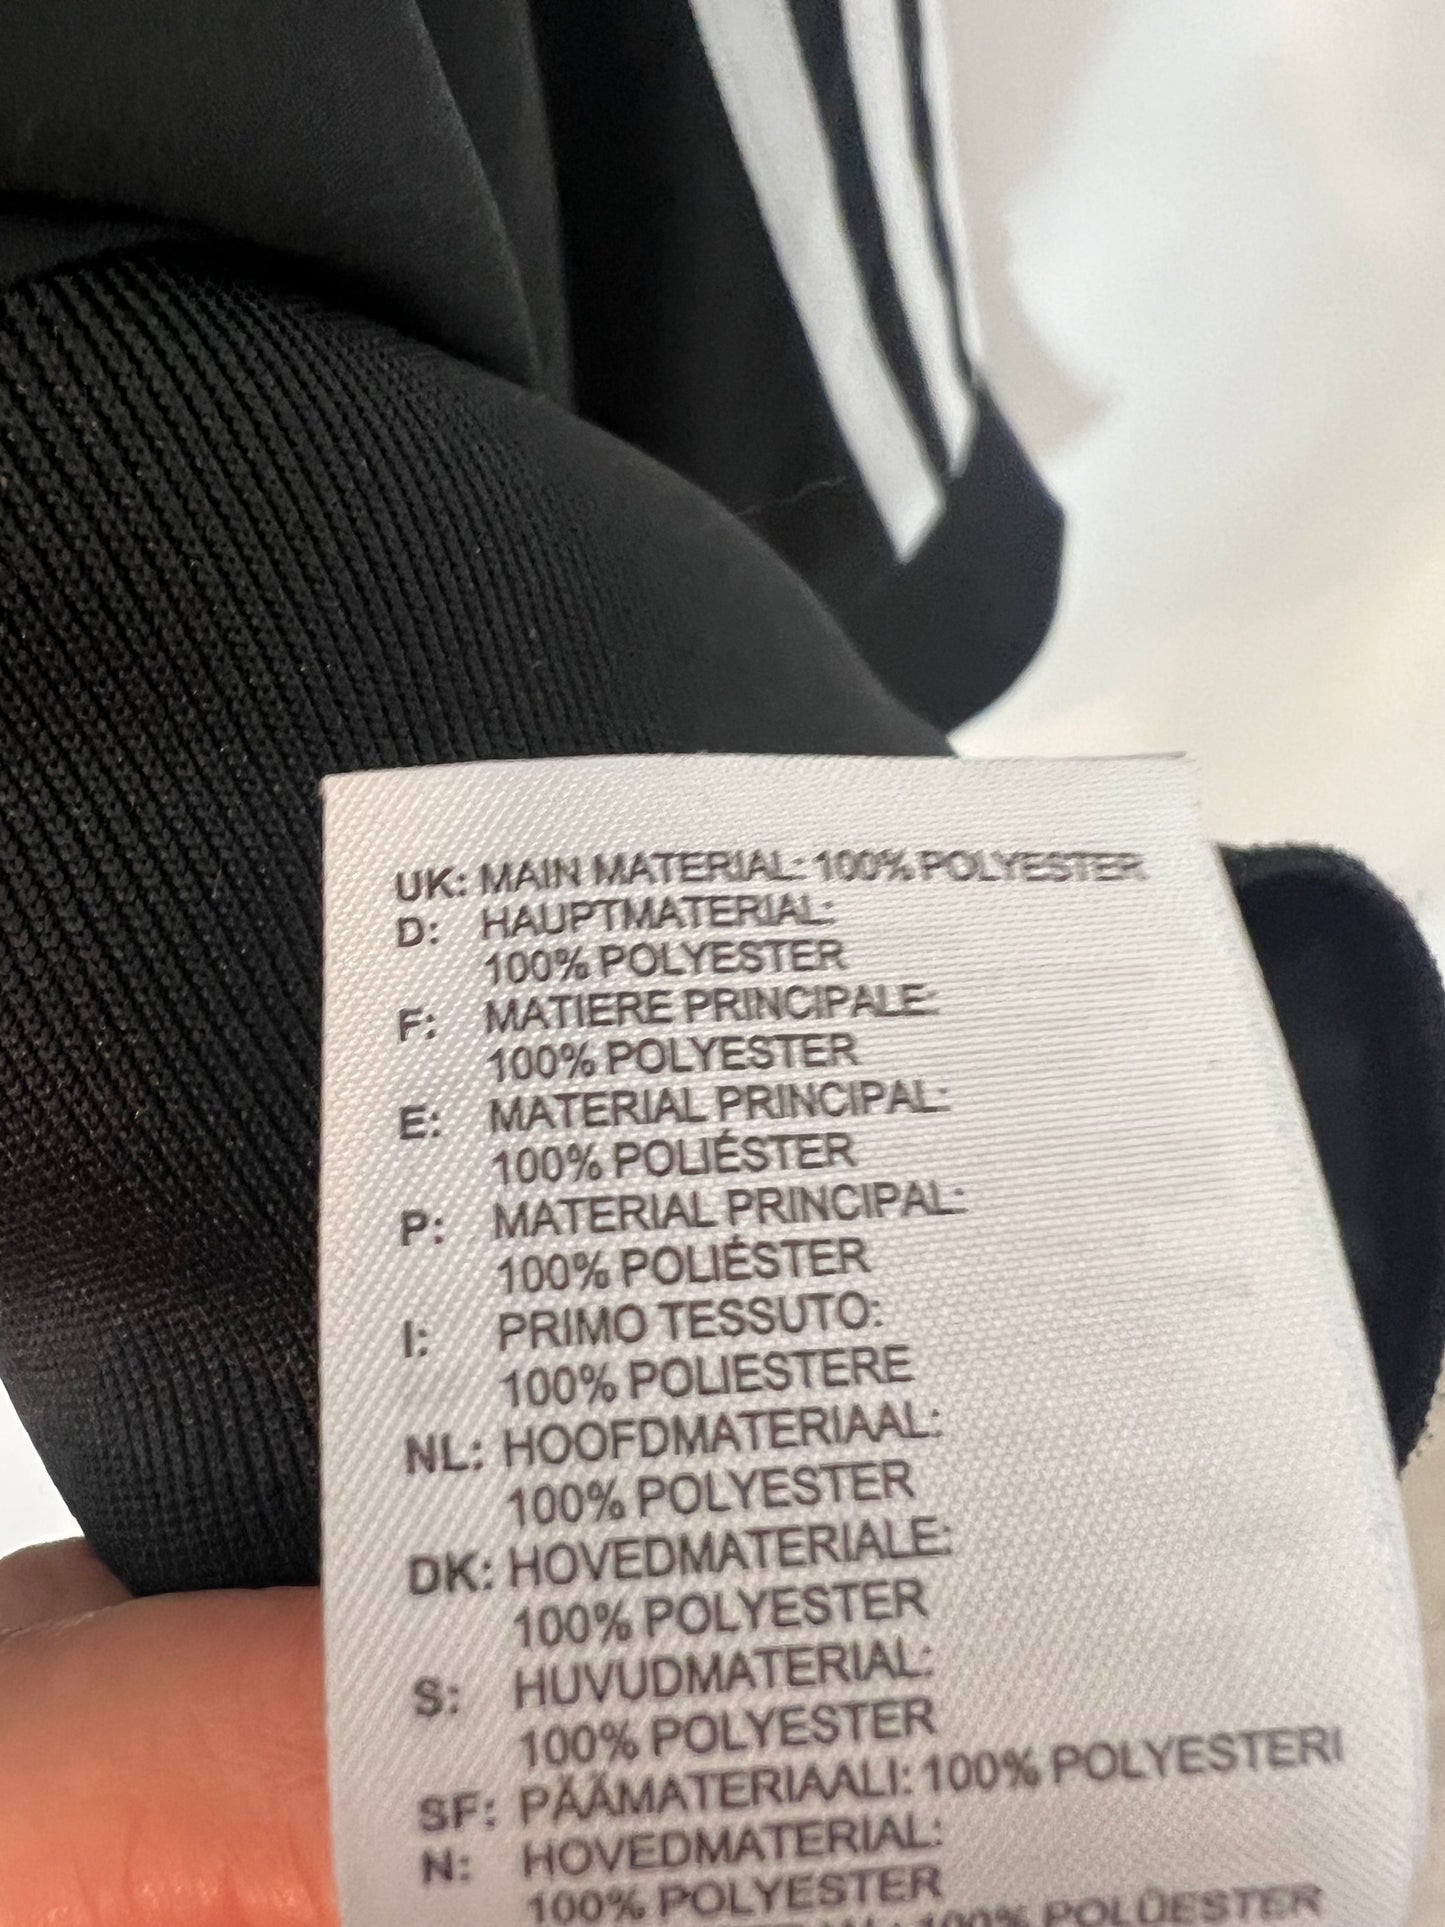 UK: MAIN MATERIAL: 100% POLYESTER
D: HAUPTMATERIAL:
100% POLYESTER
F: MATIERE PRINCIPALE:
100% POLYESTER
E: MATERIAL PRINCIPAL:
100% POLIÉSTER
P: MATERIAL PRINCIPAL:
100% POLIÉSTER
I: PRIMO TESSUTO:
100% POLIESTERE
NL: HOOFDMATERIAAL:
100% POLYESTER
DK: HOVEDMATERIALE:
100% POLYESTER
S: HUVUDMATERIAL:
100% POLYESTER
SF: PÄÄMATERIAALI: 100% POLYESTERI
N: HOVEDMATERIAL:
100% POLYESTER
100% POLÜESTER